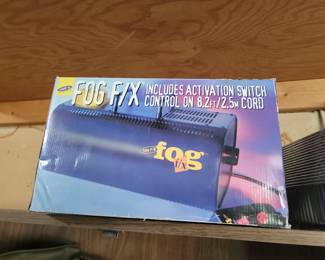 FOG F/X INCLUDES ACTIVATION SWITCH
CONTROL ON 8.2FT/2.5M CORD
fog
f/x